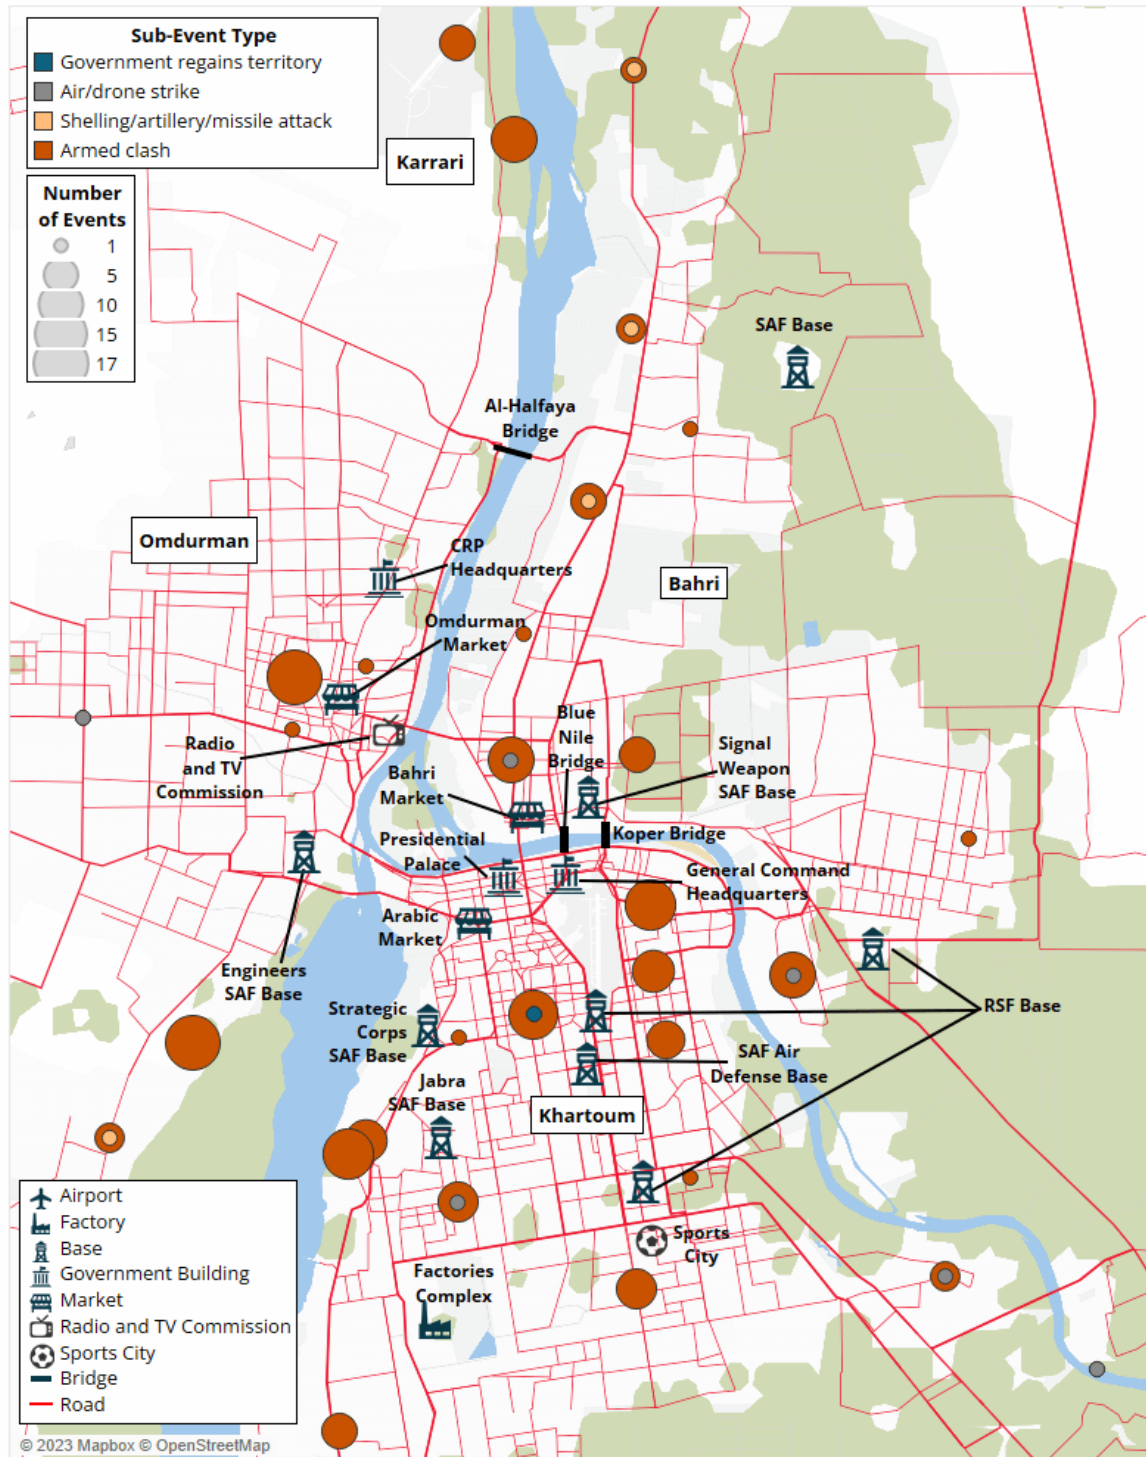 Sub-Event Type
Government regains territory
Air/drone strike
Shelling/artillery/missile attack
Armed clash
Number
of Events
1
5
10
15
17
Karrari
SAF Base
Al-Halfaya
Bridge
Omdurman
CRP
Headquarters
Bahri
Omdurman
Market
Blue
Nile
Bridge
Radio
and TV
Commission
Signal
Weapon
SAF Base
Bahri
Market
Koper Bridge
Presidential
Palace
General Command
Headquarters
Arabic
Market
Engineers
SAF Base
RSF Base
Strategic
Corps
SAF Base
SAF Air
Defense Base
Jabra
SAF Base
Khartoum
Sports
City
Factories
Complex
Airport
Factory
Base
Government Building
Market
Radio and TV Commission
Sports City
Bridge
Road
© 2023 Mapbox © OpenStreetMap